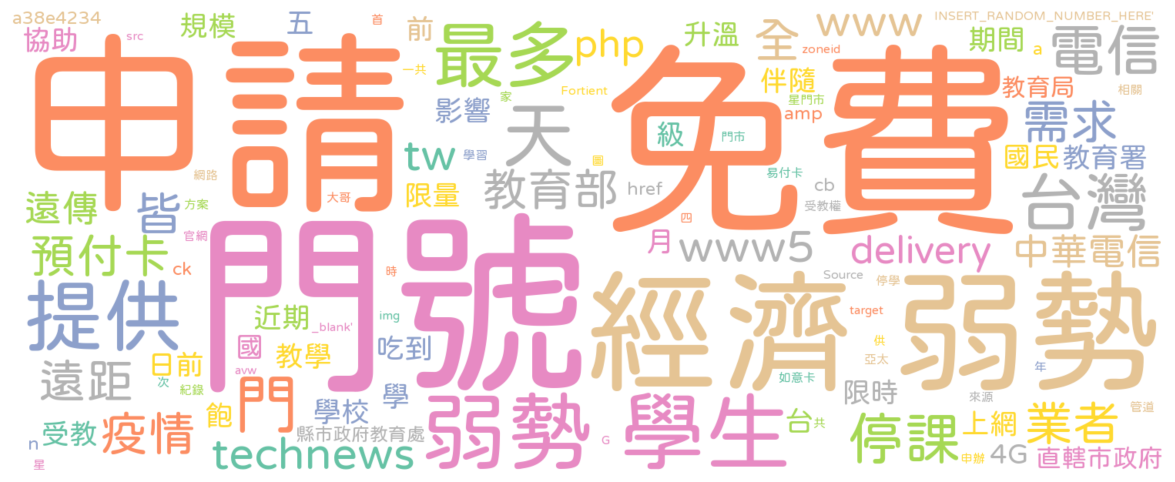 a38e4234
協助
src
規模
五
首
前
最多
php
升溫
全
www
INSERT_RANDOM_NUMBER_HERE'
期間
a
電信
申請
一共
家
Fortient
免費
zoneid
伴隨
星門市
amp
教育局
相關
影響
天
級
門市
需求
tw
學習
圖
易付卡
國民
教育署
網路
大哥
限量
教育部
href
cb
受教權
台灣
遠傳
皆
方案
官網
四
月
www5
delivery
中華電信
預付卡
ck
門號
時
Source
停學
經濟
弱勢
提供
近期
_blank'
img
target
國
吃到
供
亞太
遠距
日前
次
紀錄
教學
avw
如意卡
年
門
學
限時
來源
飽
學校
弱勢
學生
台
共
管道
n
受教
疫情
縣市政府教育處
停課
上網
業者
星
technews
G
申辦
4G
直轄市政府